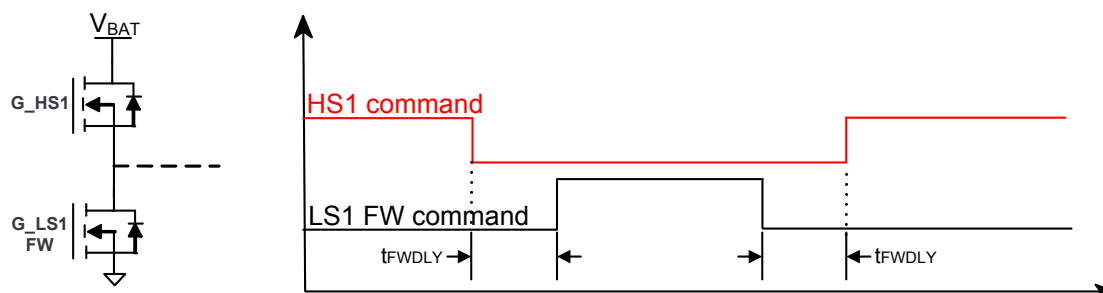 VBAT
G_HS1
G_LS1
FW
HS1 command
LS1 FW command
tFWDLY
tFWDLY